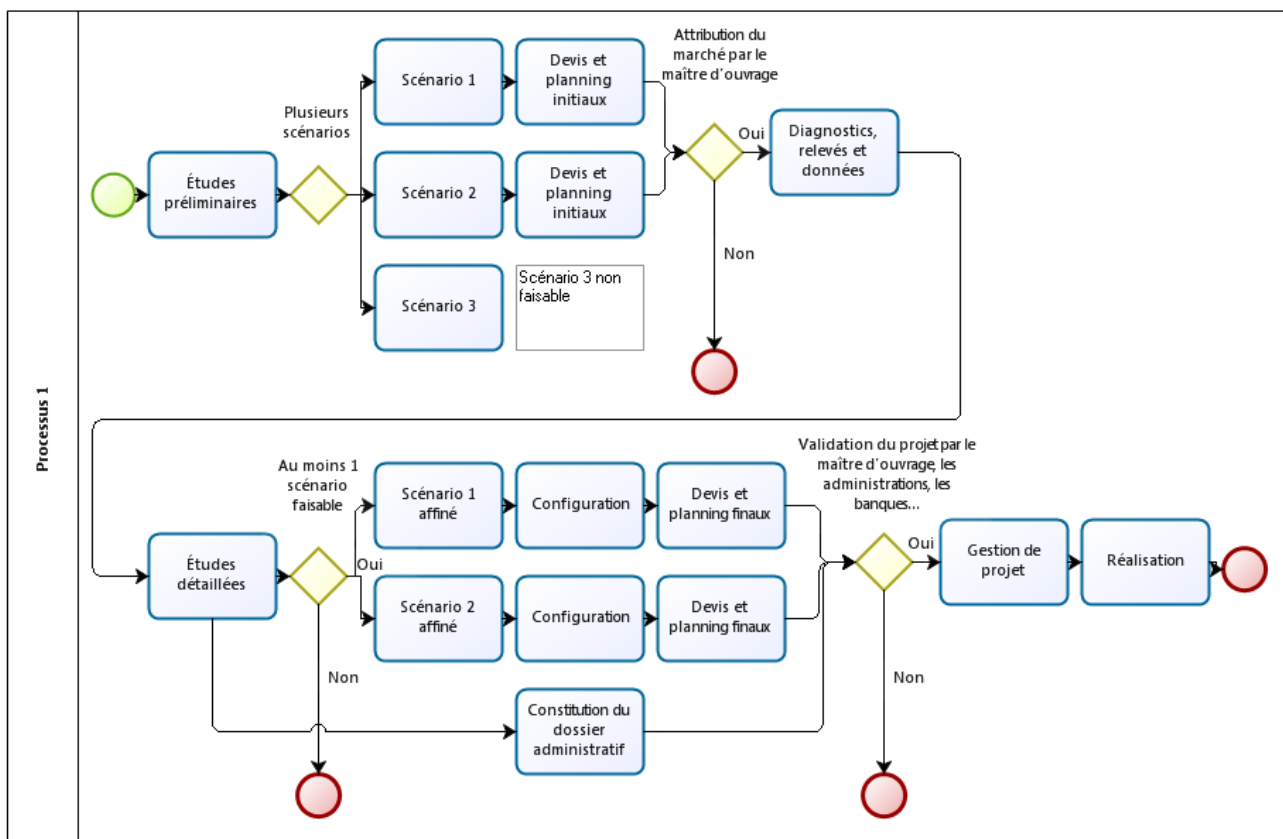 Processus 1
Attribution du
marché par le
maître d'ouvrage
Plusieurs
scénarios
Scénario 1
Devis et
planning
initiaux
Oui
Diagnostics,
relevés et
données
Études
préliminaires
Scénario 2
Devis et
planning
initiaux
Non
Scénario 3
Scénario 3 non
faisable
Au moins 1
scénario
faisable
Validation du projet par le
maître d'ouvrage, les
administrations, les
banques...
Scénario 1
affiné
Configuration
Devis et
planning finaux
Études
détaillées
Oui
Oui
Gestion de
projet
Réalisation
Scénario 2
affiné
Configuration
Devis et
planning finaux
Non
Non
Constitution du
dossier
administratif